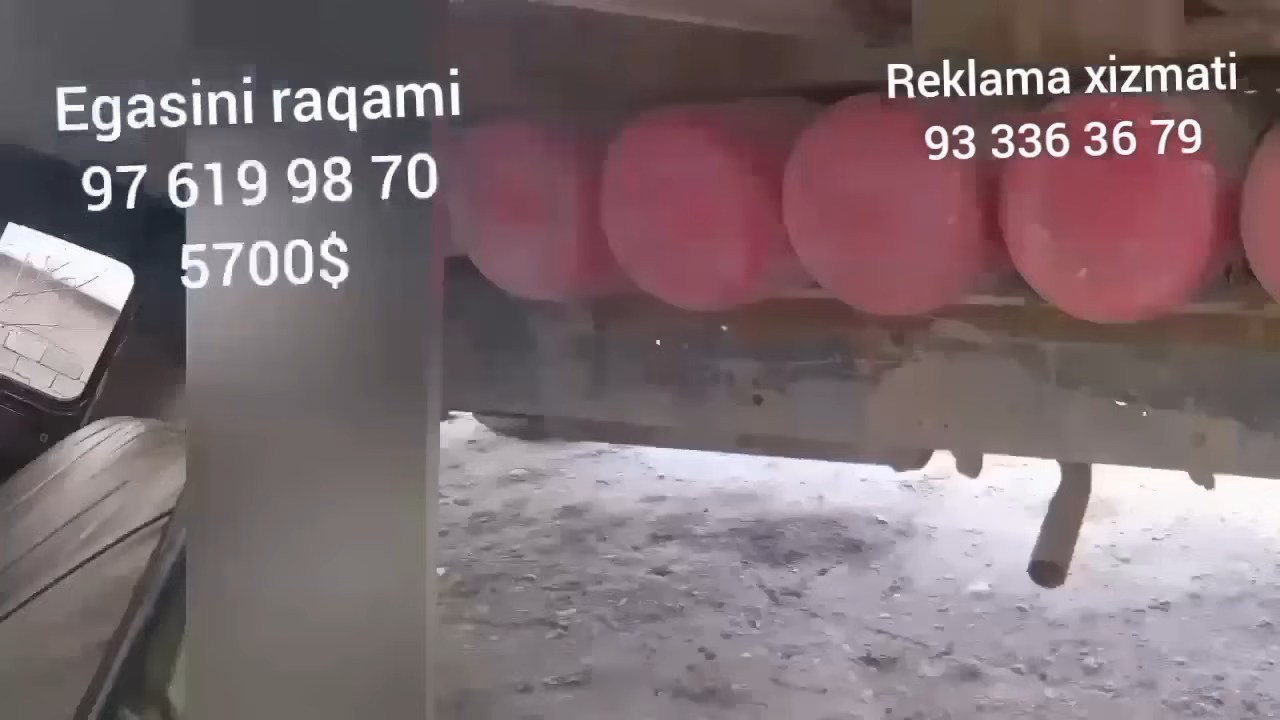 Egasini raqami
97 619 98 70
5700$
Reklama xizmati
93 336 36 79